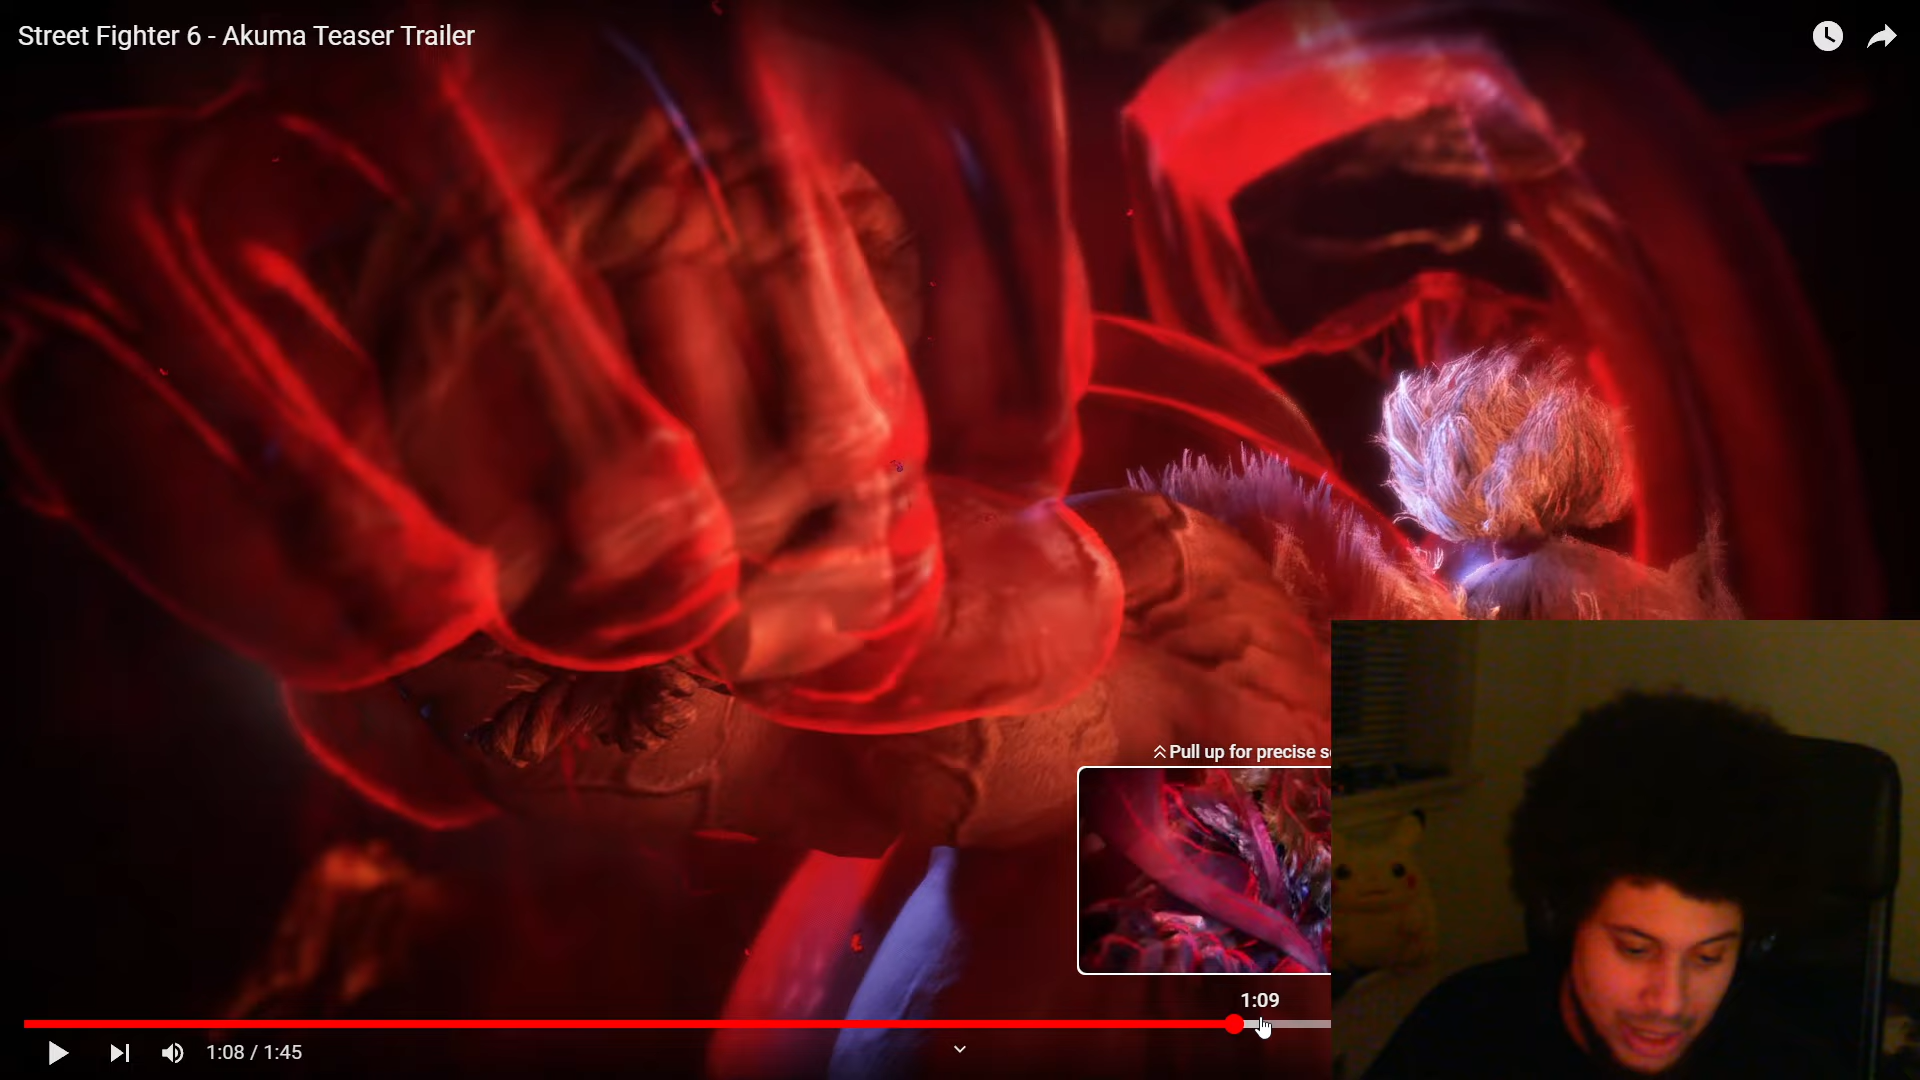 Street Fighter 6 - Akuma Teaser Trailer
Pull up for precise
1:09
1:08 / 1:45